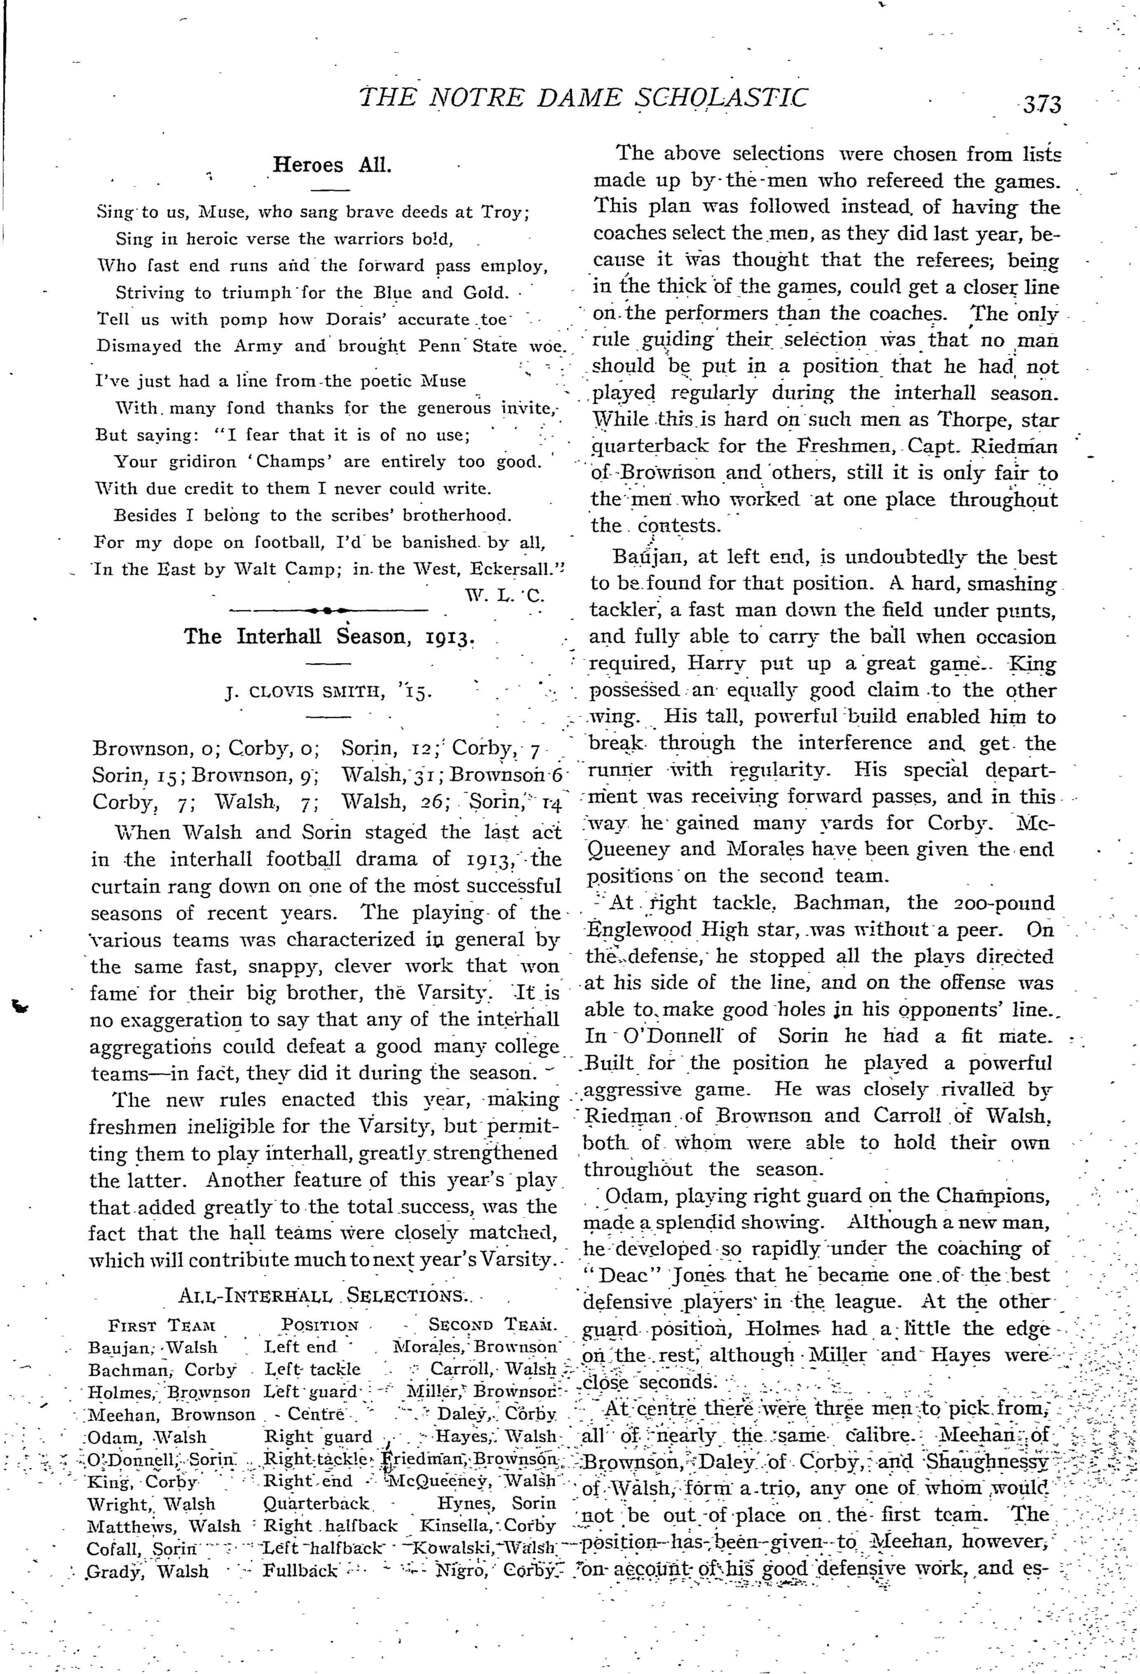 THE NOTRE DAME SCHOLASTIC 373
Heroes All.
Sing to us, Muse, who sang brave deeds at Troy;
Sing in heroic verse the warriors bold,
Who fast end runs and the forward pass employ,
Striving to triumph for the Blue and Gold.
Tell us with pomp how Dorais' accurate toe
Dismayed the Army and brought Penn State woe.
I've just had a line from the poetic Muse
With many fond thanks for the generous invite,
But saying: "I fear that it is of no use;
Your gridiron 'Champs' are entirely too good.
With due credit to them I never could write.
Besides I belong to the scribes' brotherhood.
For my dope on football, I'd be banished by all,
In the East by Walt Camp; in the West, Eckersall."
W. L. C.
The Interhall Season, 1913.
J. CLOVIS SMITH, '15.
Brownson, 0; Corby, 0; Sorin, 12; Corby, 7
Sorin, 15; Brownson, 9; Walsh, 31; Brownson 6
Corby, 7; Walsh, 7; Walsh, 26; Sorin, 14
When Walsh and Sorin staged the last act
in the interhall football drama of 1913, the
curtain rang down on one of the most successful
seasons of recent years. The playing of the
various teams was characterized in general by
the same fast, snappy, clever work that won
fame for their big brother, the Varsity. It is
no exaggeration to say that any of the interhall
aggregations could defeat a good many college
teams—in fact, they did it during the season.
The new rules enacted this year, making
freshmen ineligible for the Varsity, but permit-
ting them to play interhall, greatly strengthened
the latter. Another feature of this year's play
that added greatly to the total success, was the
fact that the hall teams were closely matched,
which will contribute much to next year's Varsity.
ALL-INTERHALL SELECTIONS.
FIRST TEAM POSITION SECOND TEAM.
Baujan, Walsh Left end Morales, Brownson
Bachman, Corby Left tackle Carroll, Walsh
Holmes, Brownson Left guard Miller, Brownson
Meehan, Brownson Centre Daley, Corby
Odam, Walsh Right guard Hayes, Walsh
O'Donnell, Sorin Right tackle Friedman, Brownson
King, Corby Right end McQueeney, Walsh
Wright, Walsh Quarterback Hynes, Sorin
Matthews, Walsh Right halfback Kinsella, Corby
Cofall, Sorin Left halfback Kowalski, Walsh
Grady, Walsh Fullback Nigro, Corby
The above selections were chosen from lists
made up by the men who refereed the games.
This plan was followed instead of having the
coaches select the men, as they did last year, be-
cause it was thought that the referees, being
in the thick of the games, could get a closer line
on the performers than the coaches. The only
rule guiding their selection was that no man
should be put in a position that he had not
played regularly during the interhall season.
While this is hard on such men as Thorpe, star
quarterback for the Freshmen, Capt. Riedman
of Brownson and others, still it is only fair to
the men who worked at one place throughout
the contests.
Baujan, at left end, is undoubtedly the best
to be found for that position. A hard, smashing
tackler, a fast man down the field under punts,
and fully able to carry the ball when occasion
required, Harry put up a great game. King
possessed an equally good claim to the other
wing. His tall, powerful build enabled him to
break through the interference and get the
runner with regularity. His special depart-
ment was receiving forward passes, and in this
way he gained many yards for Corby. Mc-
Queeney and Morales have been given the end
positions on the second team.
At right tackle, Bachman, the 200-pound
Englewood High star, was without a peer. On
the defense, he stopped all the plays directed
at his side of the line, and on the offense was
able to make good holes in his opponents' line.
In O'Donnell of Sorin he had a fit mate.
Built for the position he played a powerful
aggressive game. He was closely rivalled by
Riedman of Brownson and Carroll of Walsh,
both of whom were able to hold their own
throughout the season.
Odam, playing right guard on the Champions,
made a splendid showing. Although a new man,
he developed so rapidly under the coaching of
"Deac" Jones that he became one of the best
defensive players in the league. At the other
guard position, Holmes had a little the edge
on the rest, although Miller and Hayes were
close seconds.
At centre there were three men to pick from,
all of nearly the same calibre. Meehan of
Brownson, Daley of Corby, and Shaughnessy
of Walsh, form a trio, any one of whom would
not be out of place on the first team. The
position has been given to Meehan, however,
on account of his good defensive work, and es-